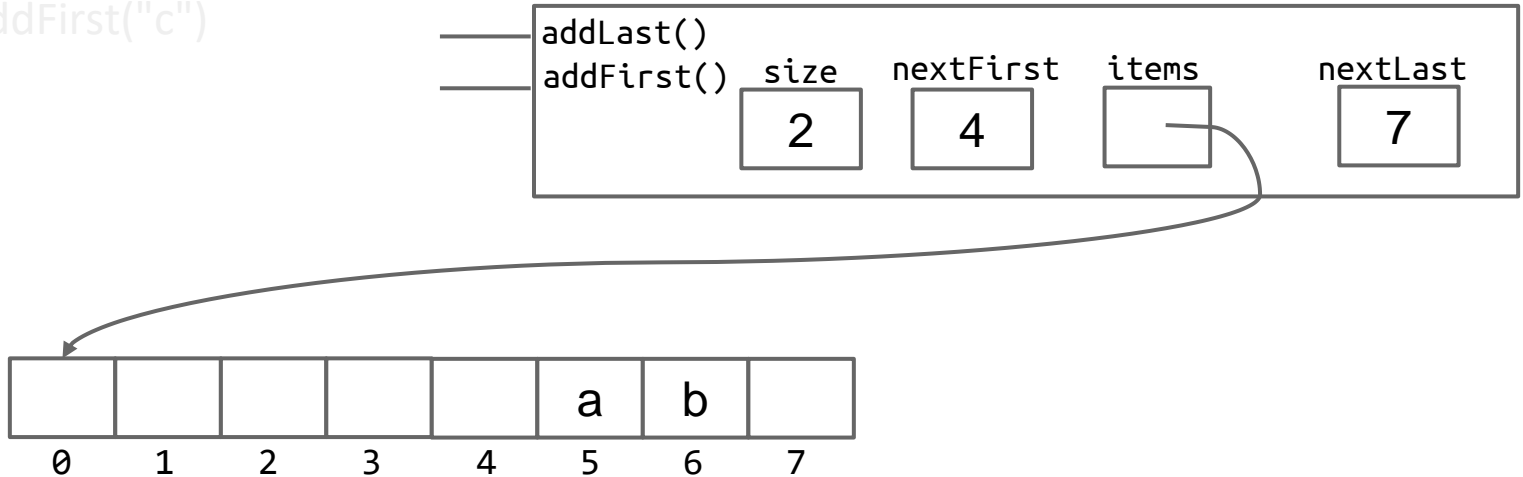 ddFirst("c")
addLast()
addFirst()
size nextFirst items nextLast
2 4 7
a b
0 1 2 3 4 5 6 7